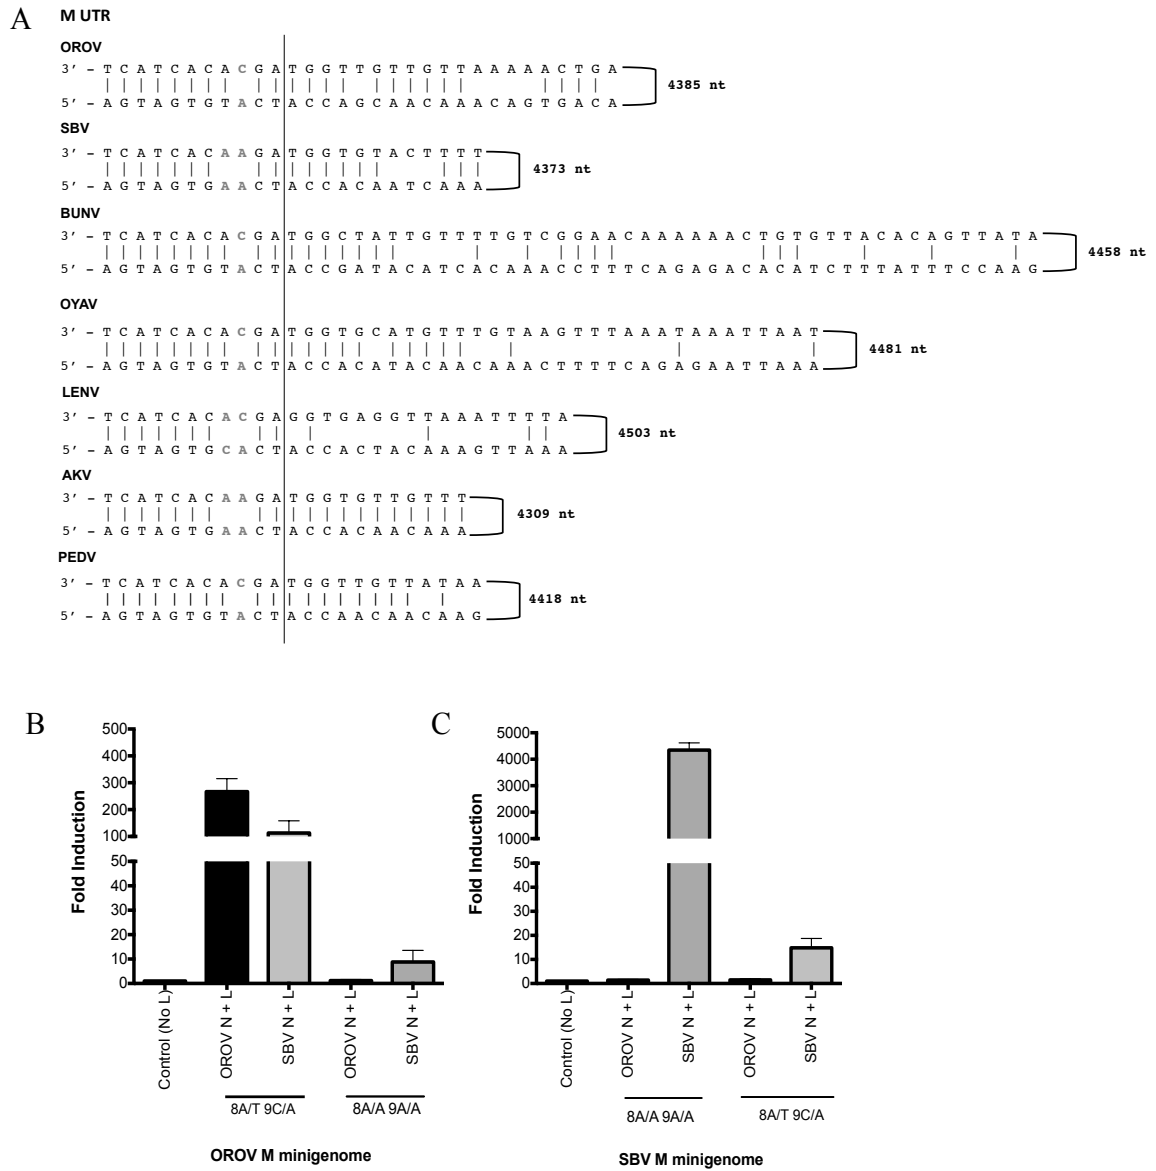 A
M UTR
OROV
3' - T C A T C A C A C G A T G G T T G T T G T T A A A A A C T G A
4385 nt
5' - A G T A G T G T A C T A C C A G C A A C A A A C A G T G A C A
SBV
3' - T C A T C A C A A G A T G G T G T A C T T T T
4373 nt
5' - A G T A G T G A A C T A C C A C A A T C A A A
BUNV
3' - T C A T C A C A C G A T G G C T A T T G T T T T G T C G G A A C A A A A A A C T G T G T T A C A C A G T T A T A
4458 nt
5' - A G T A G T G T A C T A C C G A T A C A T C A C A A A C C T T T C A G A G A C A C A T C T T T A T T T C C A A G
OYAV
3' - T C A T C A C A C G A T G G T G C A T G T T T G T A A G T T T A A A T A A A T T A A T
4481 nt
5' - A G T A G T G T A C T A C C A C A T A C A A C A A A C T T T T C A G A G A A T T A A A
LENV
3' - T C A T C A C A C G A G G T G A G G T T A A A T T T T A
4503 nt
5' - A G T A G T G C A C T A C C A C T A C A A A G T T A A A
AKV
3' - T C A T C A C A A G A T G G T G T T G T T T
4309 nt
5' - A G T A G T G A A C T A C C A C A A C A A A
PEDV
3' - T C A T C A C A C G A T G G T T G T T A T A A
4418 nt
5' - A G T A G T G T A C T A C C A A C A A C A A G
B
Fold Induction
500
400
300
200
100
50
40
30
20
10
0
Control (No L)
OROV N + L
SBV N + L
OROV N + L
SBV N + L
8A/T 9C/A
8A/A 9A/A
OROV M minigenome
C
Fold Induction
5000
4000
3000
2000
1000
50
40
30
20
10
0
Control (No L)
OROV N + L
SBV N + L
OROV N + L
SBV N + L
8A/A 9A/A
8A/T 9C/A
SBV M minigenome